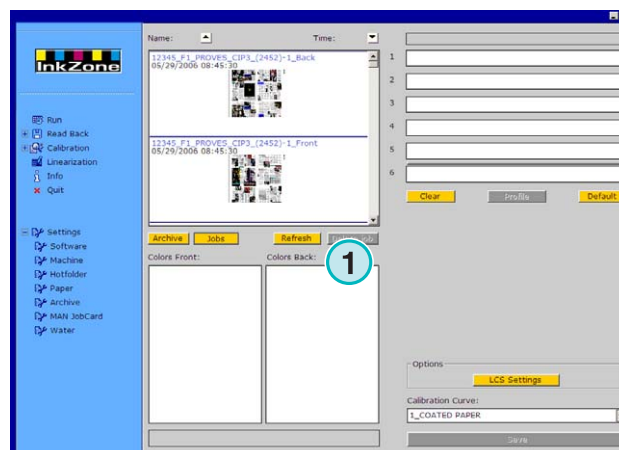 InkZone
Run
Read Back
Calibration
Linearization
Info
Quit
Settings
Software
Machine
Hotfolder
Paper
Archive
MAN JobCard
Water
Name:
Time:
12345_F1_PROVES_CIP3_(2452)-1_Back
05/29/2006 08:45:30
12345_F1_PROVES_CIP3_(2452)-1_Front
05/29/2006 08:45:30
Archive
Jobs
Refresh
Colors Front:
Colors Back:
1
1
2
3
4
5
6
Clear
Profile
Default
Options
LCS Settings
Calibration Curve:
1_COATED PAPER
Save